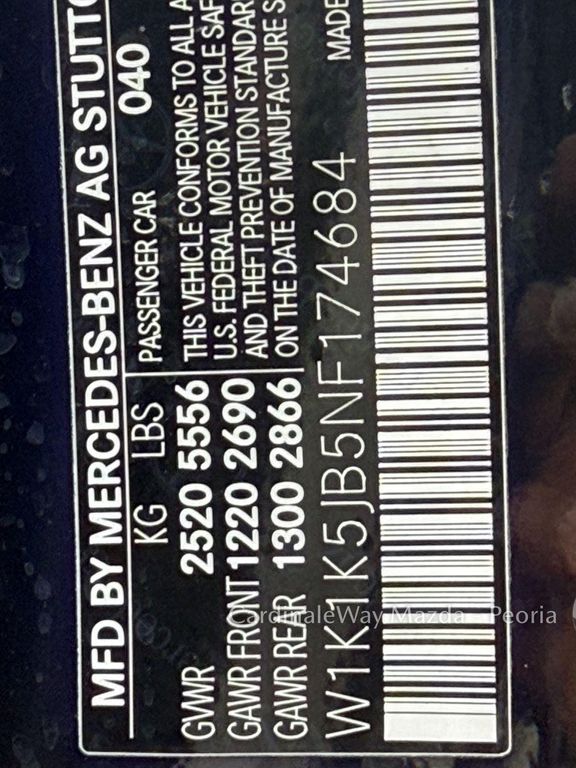 MFD BY MERCEDES-BENZ AG STUTTG
040
KG LBS PASSENGER CAR
GVWR 2520 5556
GAWR FRONT 1220 2690
GAWR REAR 1300 2866
THIS VEHICLE CONFORMS TO ALL A
U.S. FEDERAL MOTOR VEHICLE SAF
AND THEFT PREVENTION STANDAR
ON THE DATE OF MANUFACTURE S
W1K1K5JB5NF174684
MADE
CardinaleWay Mazda - Peoria